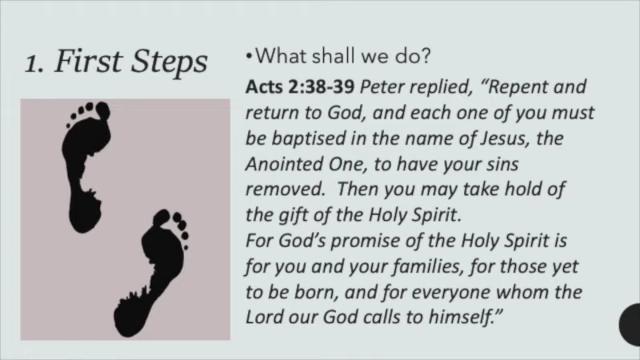 1. First Steps
•What shall we do?
Acts 2:38-39 Peter replied, “Repent and
return to God, and each one of you must
be baptised in the name of Jesus, the
Anointed One, to have your sins
removed.  Then you may take hold of
the gift of the Holy Spirit.
For God’s promise of the Holy Spirit is
for you and your families, for those yet
to be born, and for everyone whom the
Lord our God calls to himself.”